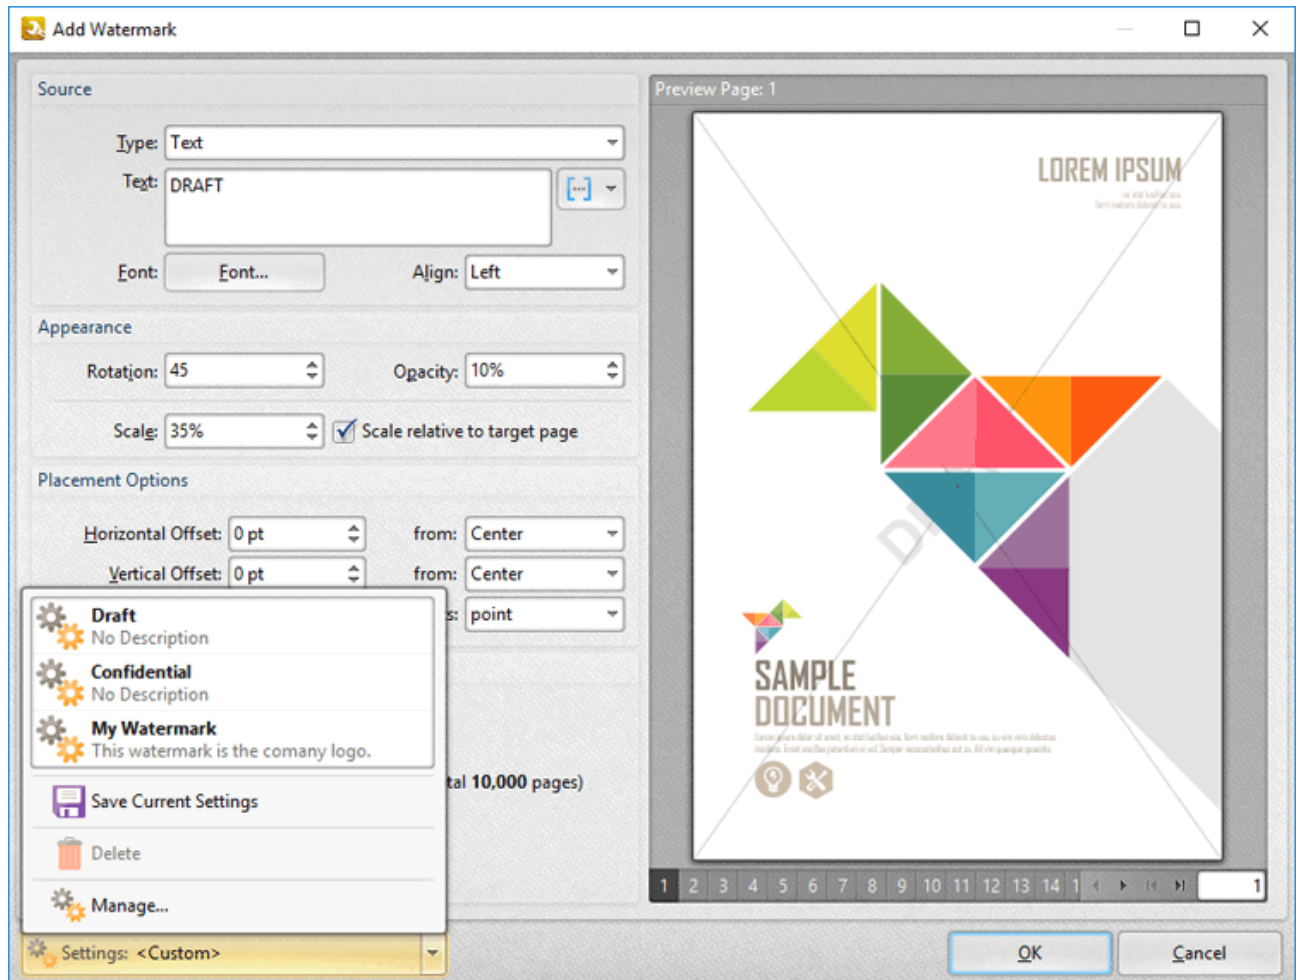 Add Watermark
Source
Type: Text
Text: DRAFT
Font: Font... Align: Left
Appearance
Rotation: 45 Opacity: 10%
Scale: 35% Scale relative to target page
Placement Options
Horizontal Offset: 0 pt from: Center
Vertical Offset: 0 pt from: Center
s: point
Draft
No Description
Confidential
No Description
My Watermark
This watermark is the comany logo.
tal 10,000 pages)
Save Current Settings
Delete
Manage...
Settings: <Custom>
Preview Page: 1
LOREM IPSUM
SAMPLE
DOCUMENT
1 2 3 4 5 6 7 8 9 10 11 12 13 14 1 1
OK Cancel